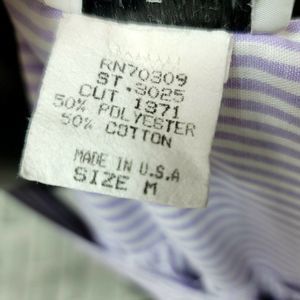 RN70309
ST.3025
CUT.1371
50% POLYESTER
50% COTTON
MADE IN U.S.A
SIZE M